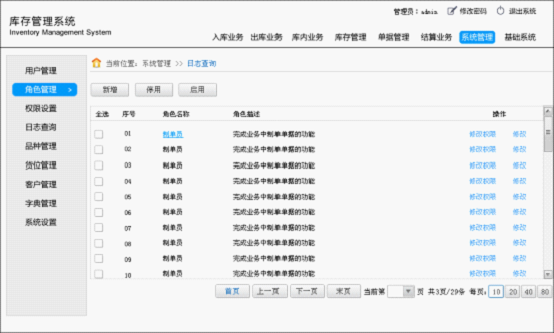 库存管理系统
Inventory Management System
管理员：admin 修改密码 退出系统
入库业务 出库业务 库内业务 库存管理 单据管理 结算业务 系统管理 基础系统
用户管理
角色管理 >
权限设置
日志查询
品种管理
货位管理
客户管理
字典管理
系统设置
当前位置：系统管理 >> 日志查询
新增 停用 启用
全选 序号 角色名称 角色描述 操作
01 制单员 完成业务中制单单据的功能 修改权限 修改
02 制单员 完成业务中制单单据的功能 修改权限 修改
03 制单员 完成业务中制单单据的功能 修改权限 修改
04 制单员 完成业务中制单单据的功能 修改权限 修改
05 制单员 完成业务中制单单据的功能 修改权限 修改
06 制单员 完成业务中制单单据的功能 修改权限 修改
07 制单员 完成业务中制单单据的功能 修改权限 修改
08 制单员 完成业务中制单单据的功能 修改权限 修改
09 制单员 完成业务中制单单据的功能 修改权限 修改
10 制单员 完成业务中制单单据的功能 修改权限 修改
首页 上一页 下一页 末页 当前第 页 共3页/29条 每页： 10 20 40 80